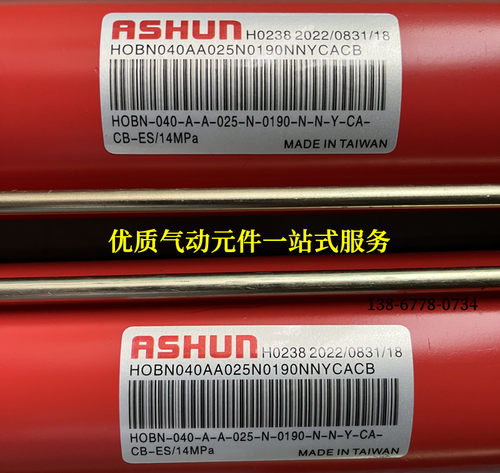 ASHUN H0238 2022/0831/18
HOBN040AA025N0190NNYCACB
HOBN-040-A-A-025-N-0190-N-N-Y-CA-
CB-ES/14MPa
MADE IN TAIWAN
优质气动元件一站式服务
138-6778-0734
ASHUN H0238 2022/0831/18
HOBN040AA025N0190NNYCACB
HOBN-040-A-A-025-N-0190-N-N-Y-CA-
CB-ES/14MPa
MADE IN TAIWAN